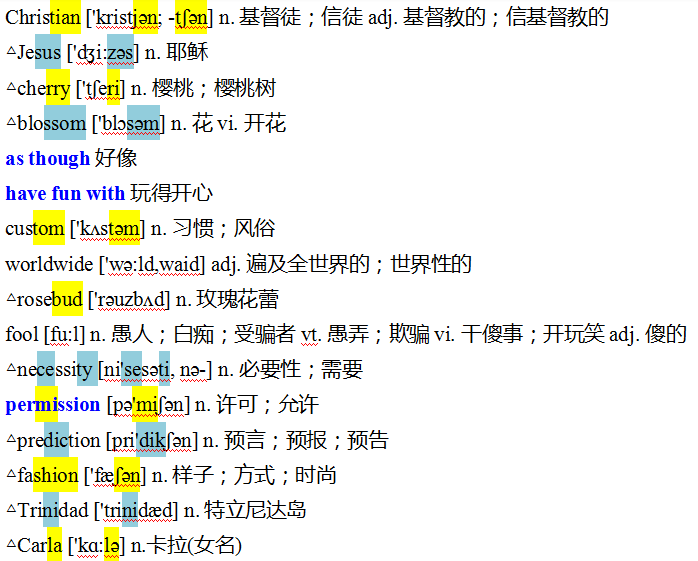 Christian ['kristjən; -tʃən] n. 基督徒；信徒 adj. 基督教的；信基督教的
△Jesus ['dʒi:zəs] n. 耶稣
△cherry ['tʃeri] n. 樱桃；樱桃树
△blossom ['blɔsəm] n. 花 vi. 开花
as though 好像
have fun with 玩得开心
custom ['kʌstəm] n. 习惯；风俗
worldwide ['wə:ld,waid] adj. 遍及全世界的；世界性的
△rosebud ['rəuzbʌd] n. 玫瑰花蕾
fool [fu:l] n. 愚人；白痴；受骗者 vt. 愚弄；欺骗 vi. 干傻事；开玩笑 adj. 傻的
△necessity [ni'sesəti, nə-] n. 必要性；需要
permission [pə'miʃən] n. 许可；允许
△prediction [pri'dikʃən] n. 预言；预报；预告
△fashion ['fæʃən] n. 样子；方式；时尚
△Trinidad ['trinidæd] n. 特立尼达岛
△Carla ['kɑ:lə] n.卡拉(女名)